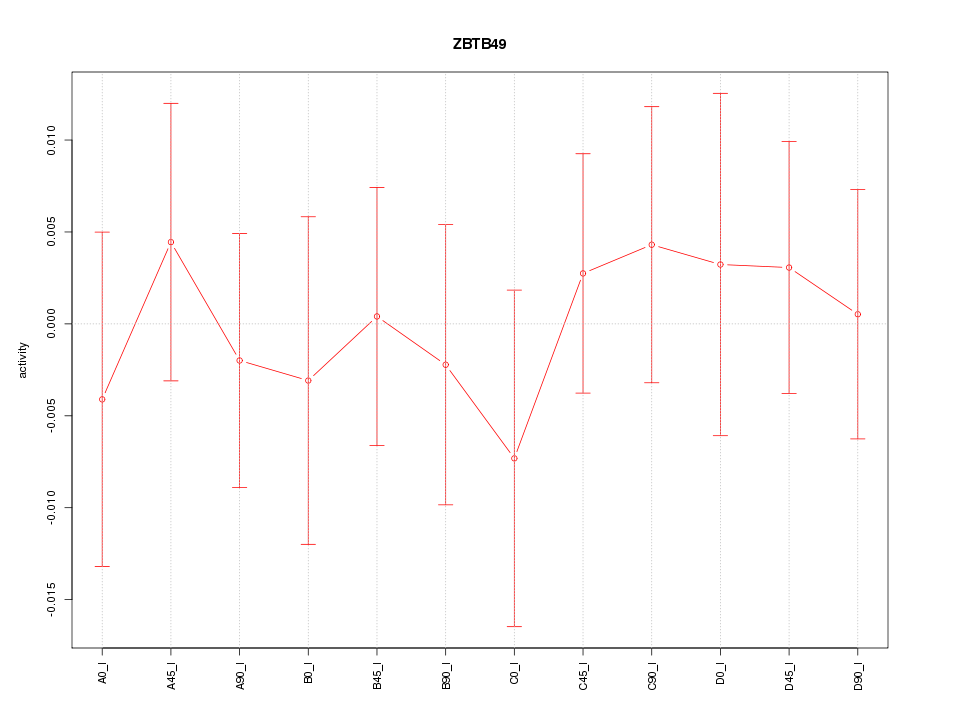 ZBTB49
0.010
0.005
0.000
-0.005
-0.010
-0.015
activity
A0_I
A45_I
A90_I
B0_I
B45_I
B90_I
C0_I
C45_I
C90_I
D0_I
D45_I
D90_I